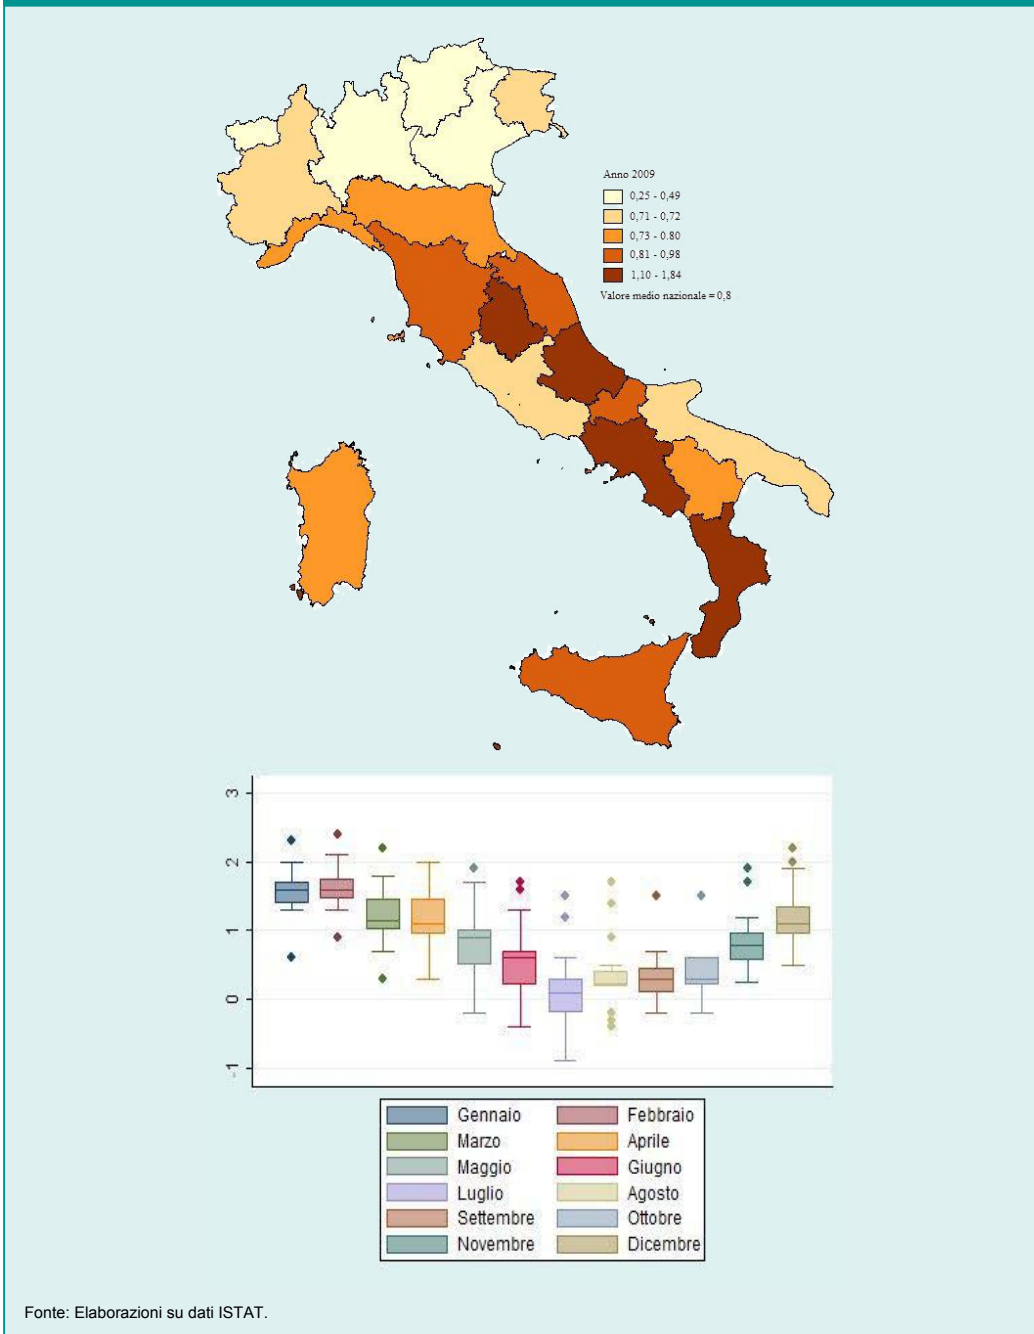 Anno 2009
0,25 - 0,49
0,71 - 0,72
0,73 - 0.80
0,81 - 0,98
1,10 - 1,84
Valore medio nazionale = 0,8
3
2
1
0
-1
Gennaio Febbraio
Marzo Aprile
Maggio Giugno
Luglio Agosto
Settembre Ottobre
Novembre Dicembre
Fonte: Elaborazioni su dati ISTAT.